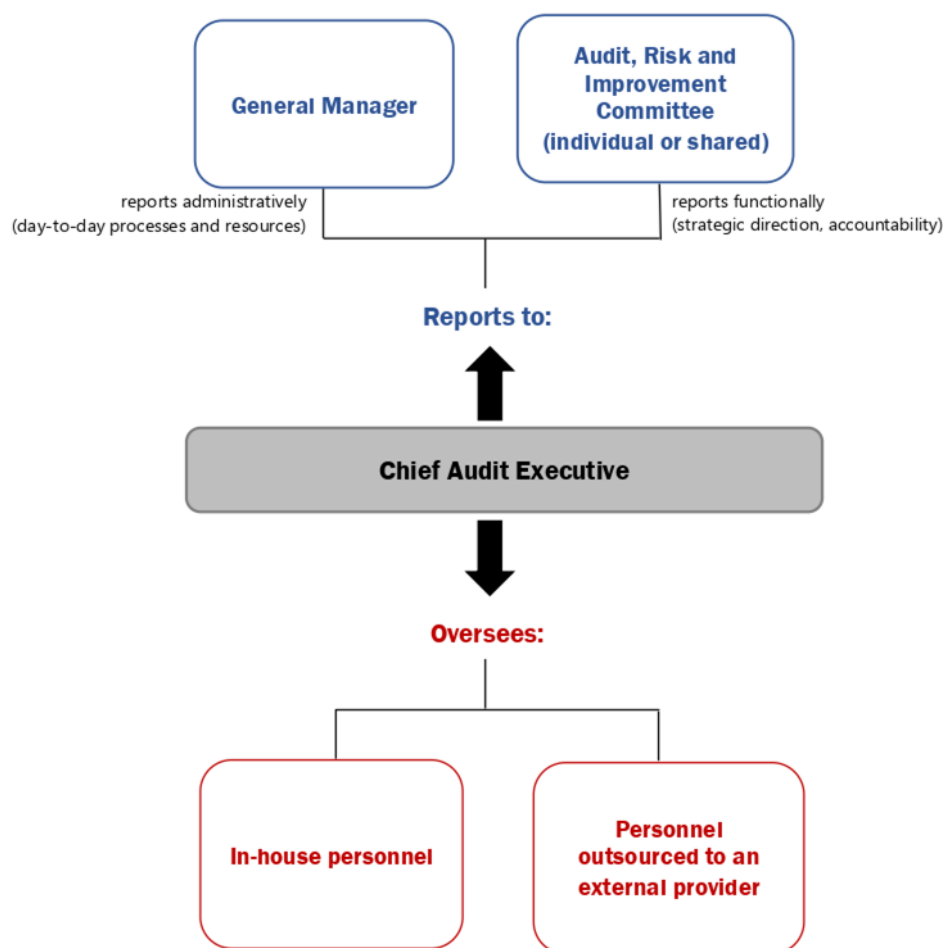 General Manager
Audit, Risk and
Improvement
Committee
(individual or shared)
reports administratively
(day-to-day processes and resources)
reports functionally
(strategic direction, accountability)
Reports to:
Chief Audit Executive
Oversees:
In-house personnel
Personnel
outsourced to an
external provider